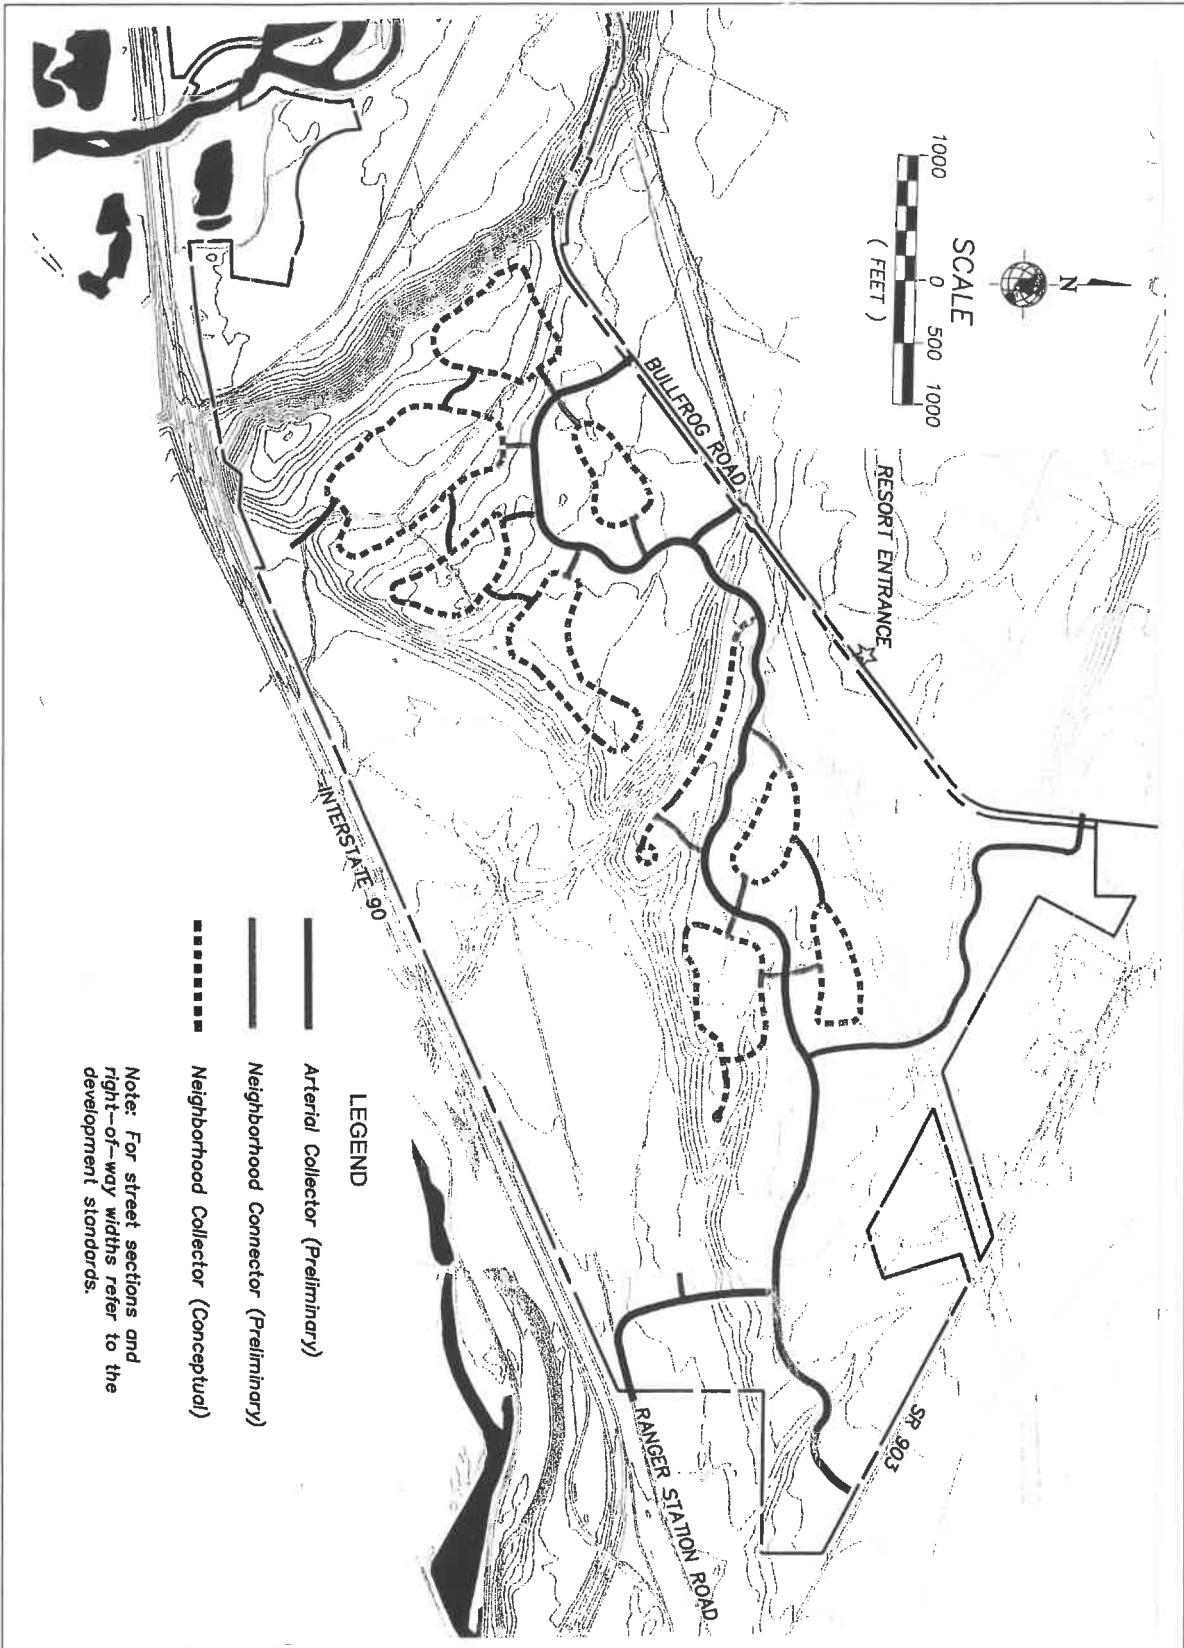 1000
0
500
1000
SCALE
( FEET )
N
RESORT ENTRANCE
BULLFROG ROAD
INTERSTATE 90
SR 903
RANGER STATION ROAD
LEGEND
Arterial Collector (Preliminary)
Neighborhood Connector (Preliminary)
Neighborhood Collector (Conceptual)
Note: For street sections and
right-of-way widths refer to the
development standards.